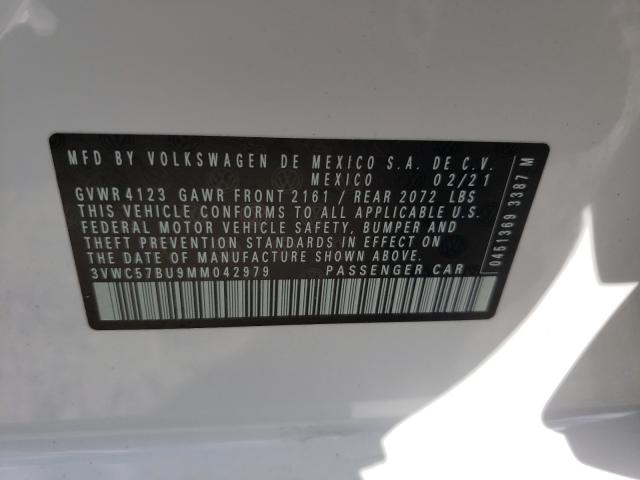 MFD BY VOLKSWAGEN DE MEXICO S.A. DE C.V.
MEXICO 02/21
GVWR 4123 GAWR FRONT 2161 / REAR 2072 LBS
THIS VEHICLE CONFORMS TO ALL APPLICABLE U.S.
FEDERAL MOTOR VEHICLE SAFETY, BUMPER AND
THEFT PREVENTION STANDARDS IN EFFECT ON
THE DATE OF MANUFACTURE SHOWN ABOVE
3VWC57BU9MM042979 PASSENGER CAR
0451369 3387 M